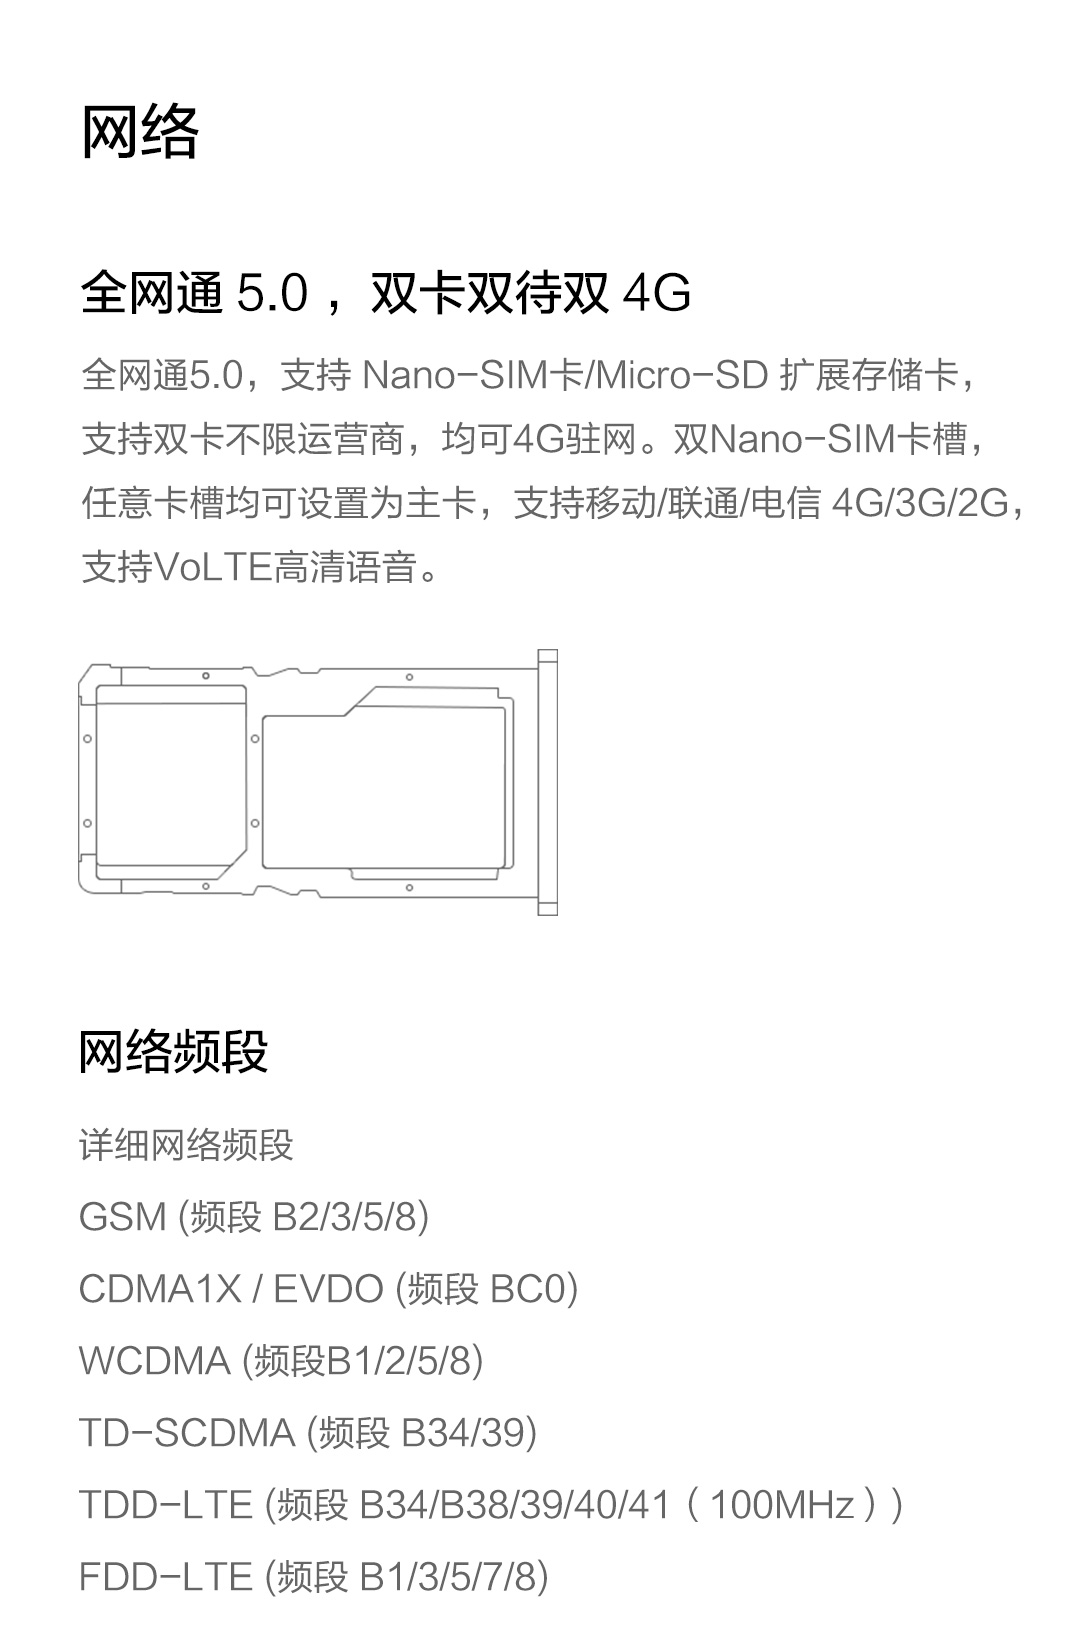 网络
全网通 5.0 ，双卡双待双 4G
全网通5.0，支持 Nano-SIM卡/Micro-SD 扩展存储卡，
支持双卡不限运营商，均可4G驻网。双Nano-SIM卡槽，
任意卡槽均可设置为主卡，支持移动/联通/电信 4G/3G/2G，
支持VoLTE高清语音。
网络频段
详细网络频段
GSM (频段 B2/3/5/8)
CDMA1X / EVDO (频段 BC0)
WCDMA (频段B1/2/5/8)
TD-SCDMA (频段 B34/39)
TDD-LTE (频段 B34/B38/39/40/41（100MHz）)
FDD-LTE (频段 B1/3/5/7/8)